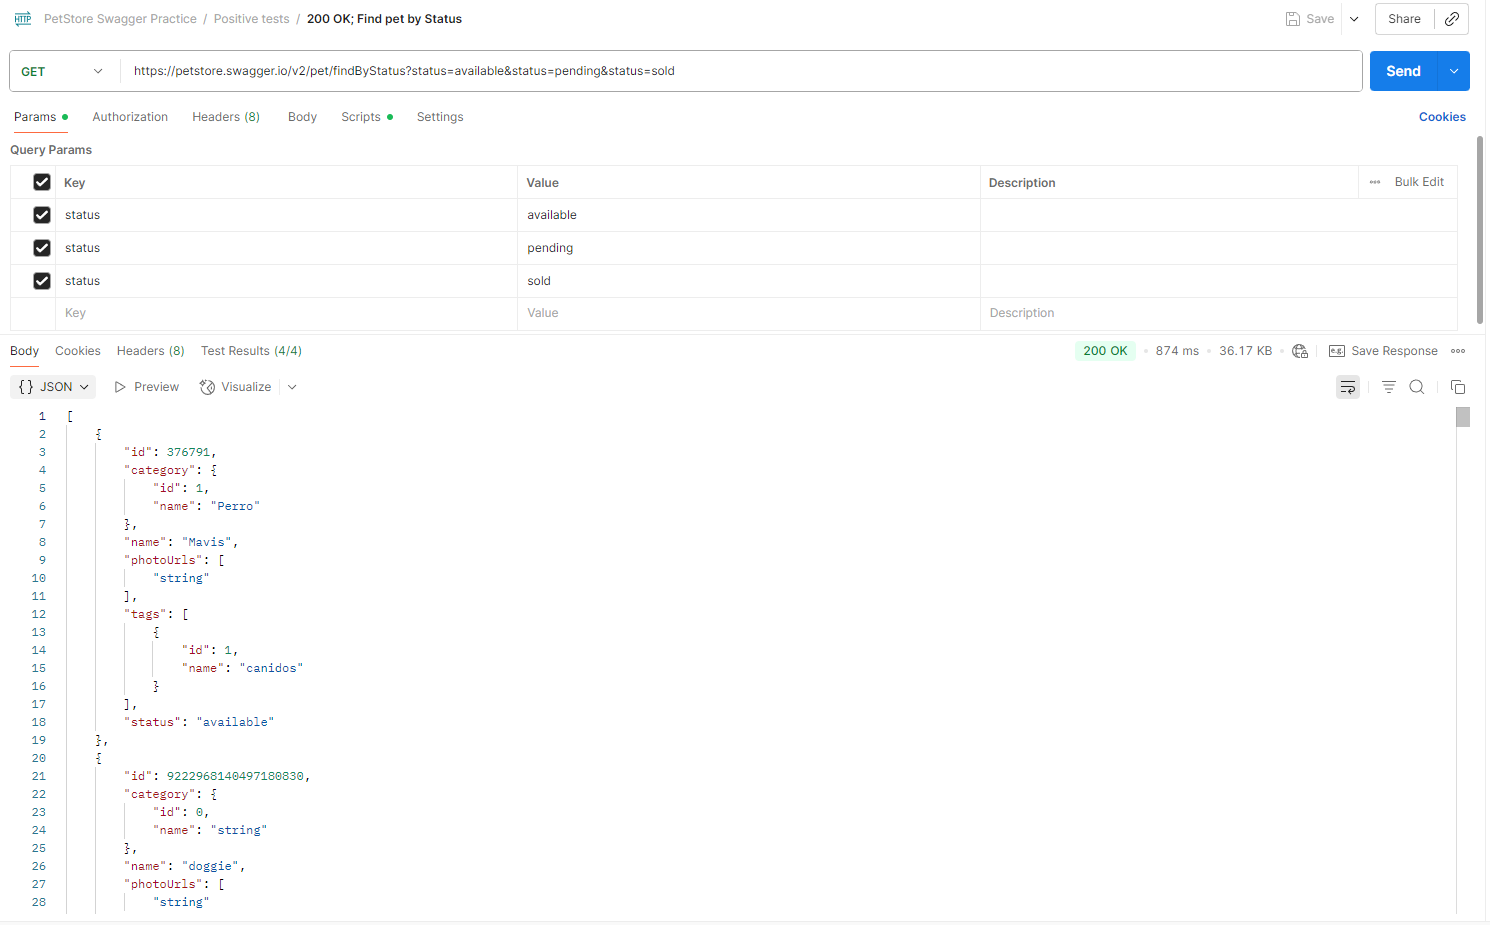 HTTP PetStore Swagger Practice / Positive tests / 200 OK; Find pet by Status Save Share
GET https://petstore.swagger.io/v2/pet/findByStatus?status=available&status=pending&status=sold Send
Params Authorization Headers (8) Body Scripts Settings Cookies
Query Params
Key Value Description Bulk Edit
status available
status pending
status sold
Key Value Description
Body Cookies Headers (8) Test Results (4/4) 200 OK 874 ms 36.17 KB e.g. Save Response
{} JSON Preview Visualize
1 [
2 {
3 "id": 376791,
4 "category": {
5 "id": 1,
6 "name": "Perro"
7 },
8 "name": "Mavis",
9 "photoUrls": [
10 "string"
11 ],
12 "tags": [
13 {
14 "id": 1,
15 "name": "canidos"
16 }
17 ],
18 "status": "available"
19 },
20 {
21 "id": 9222968140497180830,
22 "category": {
23 "id": 0,
24 "name": "string"
25 },
26 "name": "doggie",
27 "photoUrls": [
28 "string"